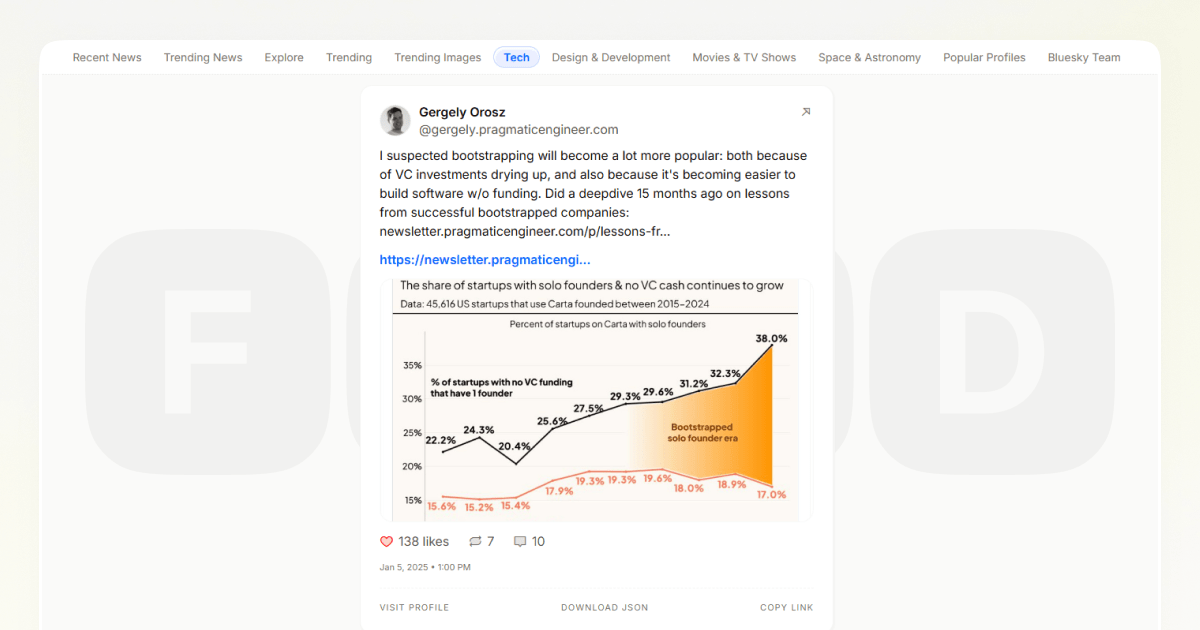 Recent News Trending News Explore Trending Trending Images Tech Design & Development Movies & TV Shows Space & Astronomy Popular Profiles Bluesky Team
Gergely Orosz
@gergely.pragmaticengineer.com
I suspected bootstrapping will become a lot more popular: both because
of VC investments drying up, and also because it's becoming easier to
build software w/o funding. Did a deepdive 15 months ago on lessons
from successful bootstrapped companies:
newsletter.pragmaticengineer.com/p/lessons-fr...
https://newsletter.pragmaticengi...
The share of startups with solo founders & no VC cash continues to grow
Data: 45,616 US startups that use Carta founded between 2015–2024
Percent of startups on Carta with solo founders
38.0%
35%
% of startups with no VC funding
that have 1 founder
32.3%
31.2%
30%
29.3% 29.6%
27.5%
25.6%
25%
22.2% 24.3% 20.4%
Bootstrapped
solo founder era
20%
15%
15.6% 15.2% 15.4% 17.9% 19.3% 19.3% 19.6% 18.0% 18.9% 17.0%
138 likes 7 10
Jan 5, 2025 • 1:00 PM
VISIT PROFILE DOWNLOAD JSON COPY LINK
F D